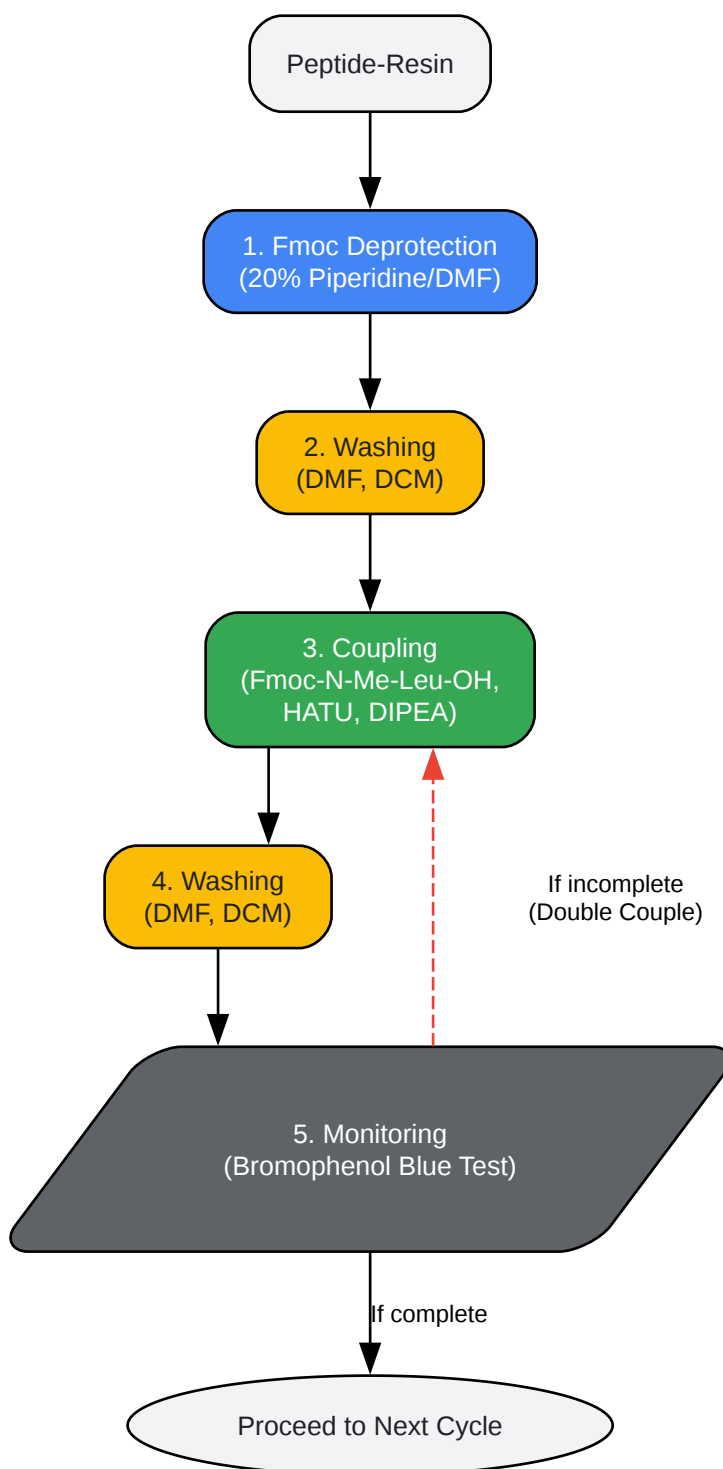 Peptide-Resin
1. Fmoc Deprotection
(20% Piperidine/DMF)
2. Washing
(DMF, DCM)
3. Coupling
(Fmoc-N-Me-Leu-OH,
HATU, DIPEA)
4. Washing
(DMF, DCM)
If incomplete
(Double Couple)
5. Monitoring
(Bromophenol Blue Test)
If complete
Proceed to Next Cycle